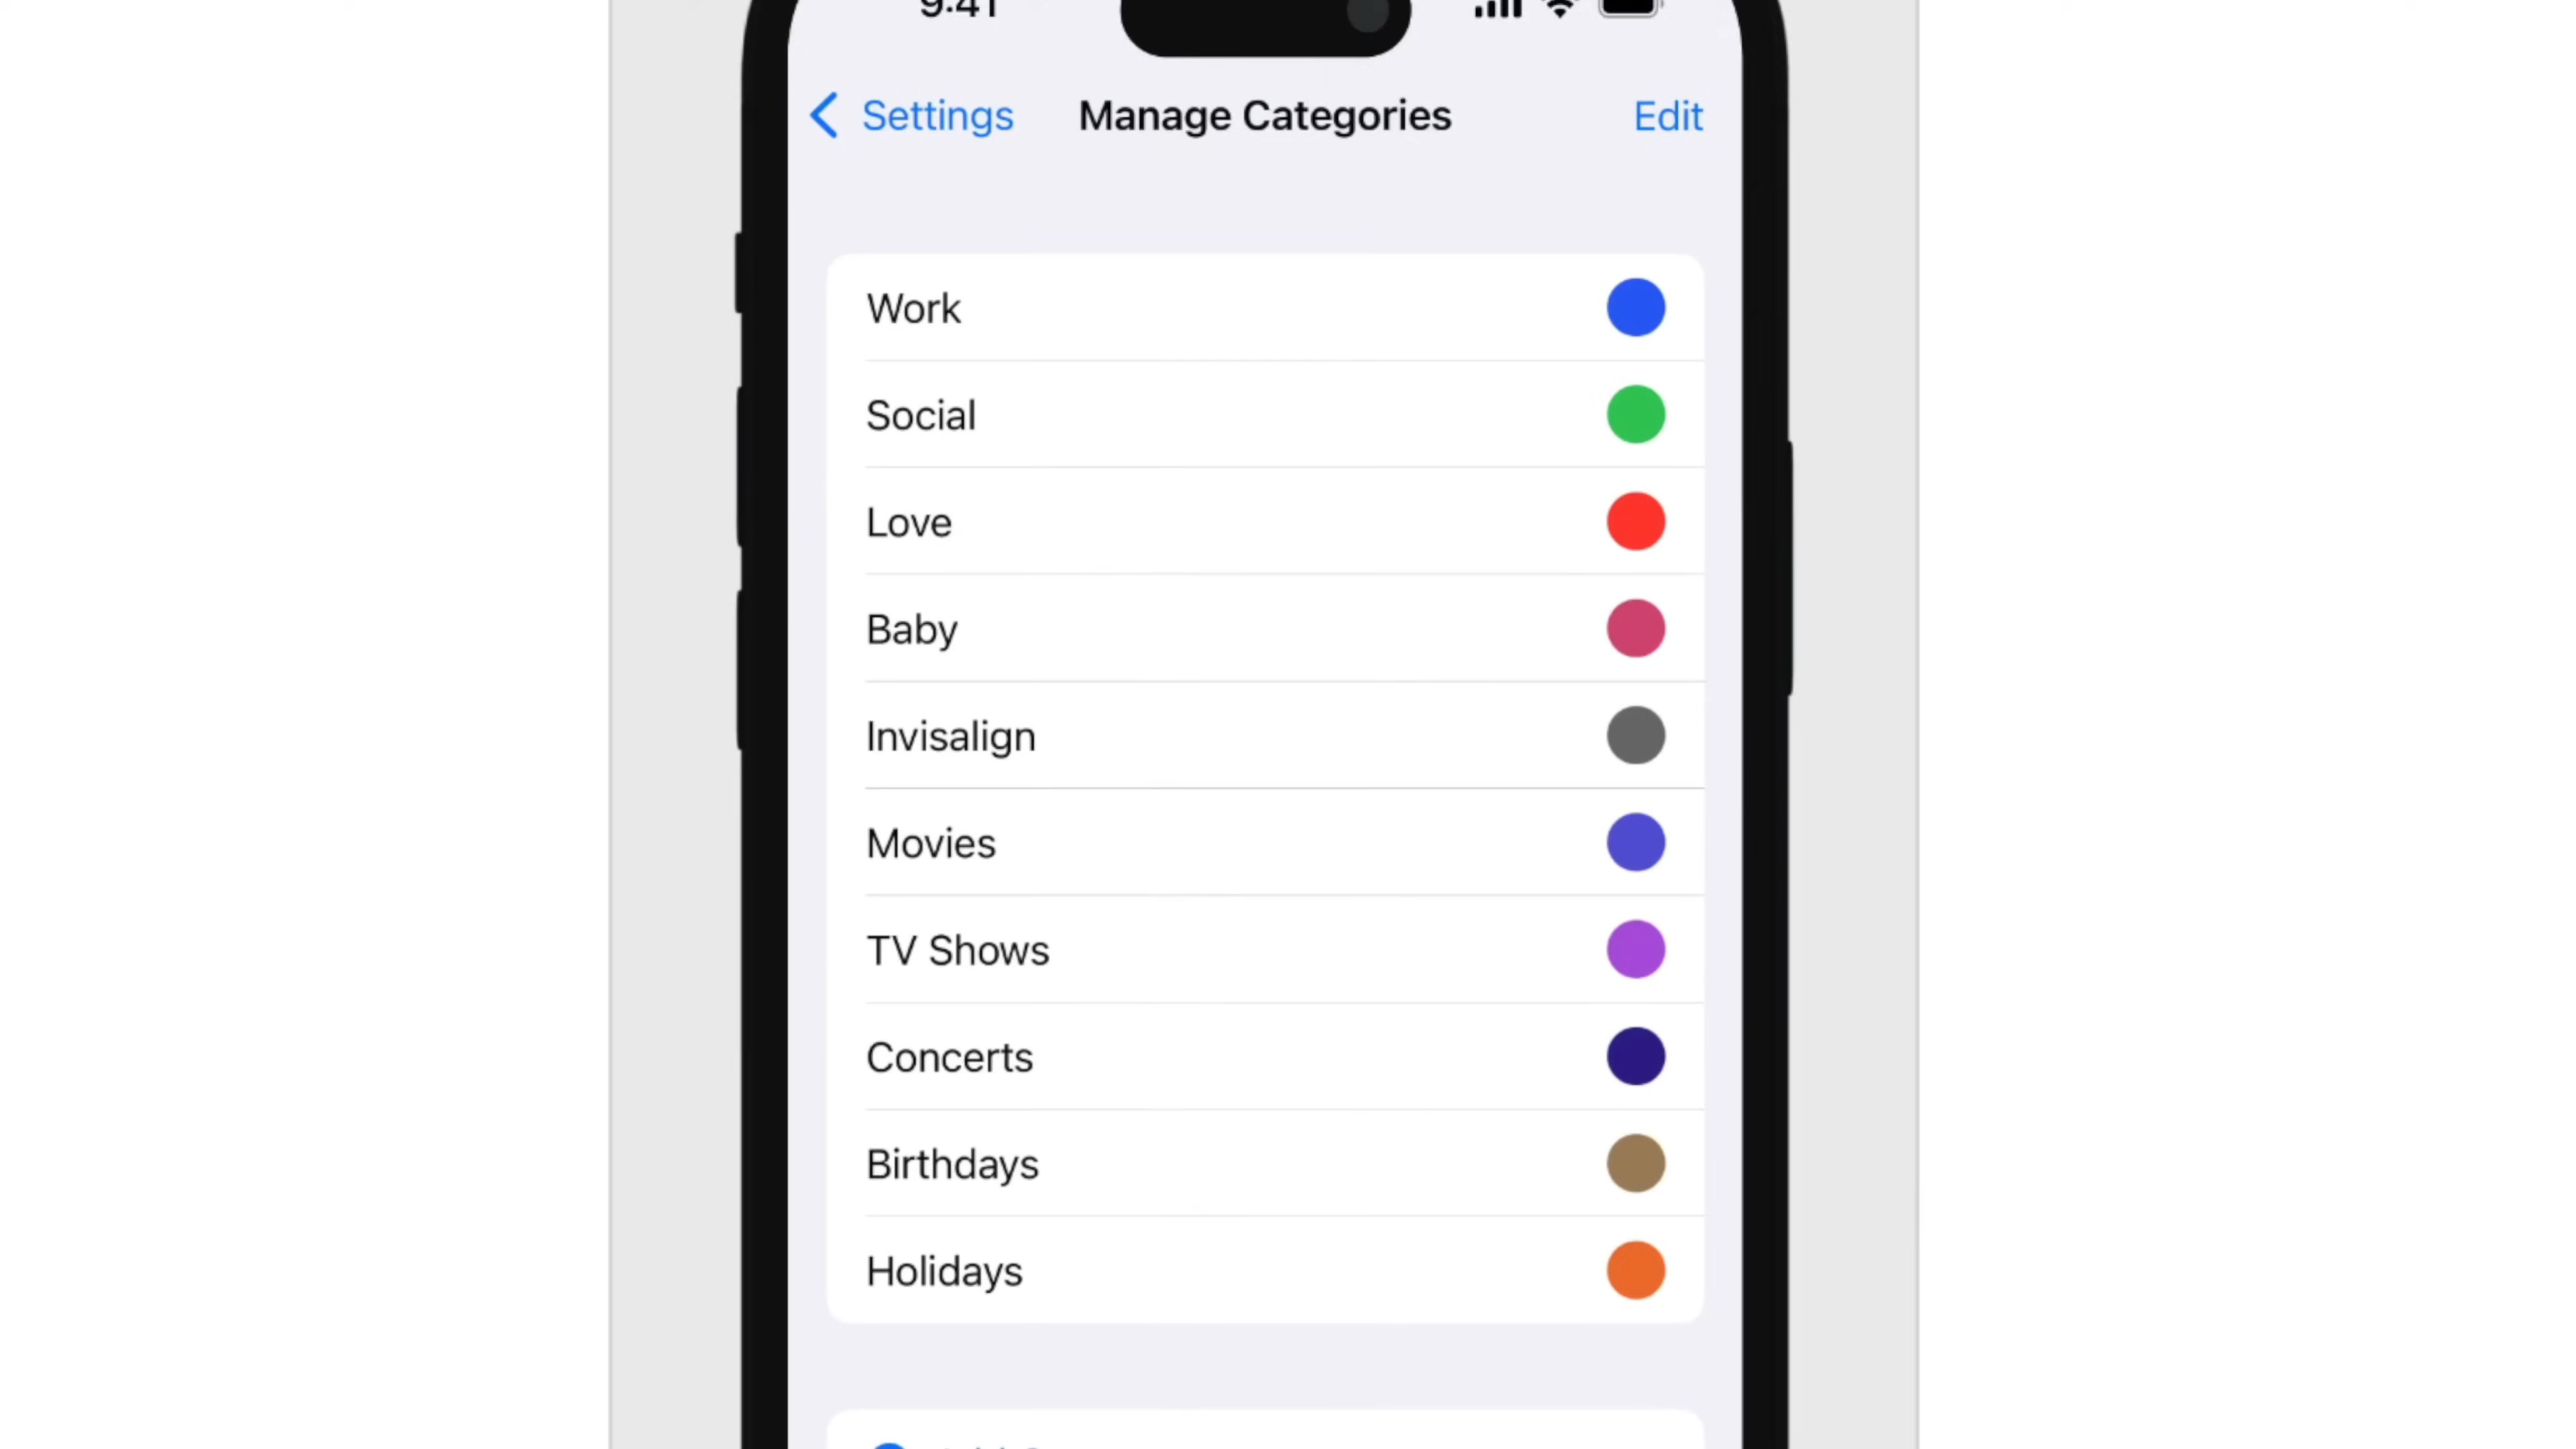 9:41
Settings
Manage Categories
Edit
Work
Social
Love
Baby
Invisalign
Movies
TV Shows
Concerts
Birthdays
Holidays